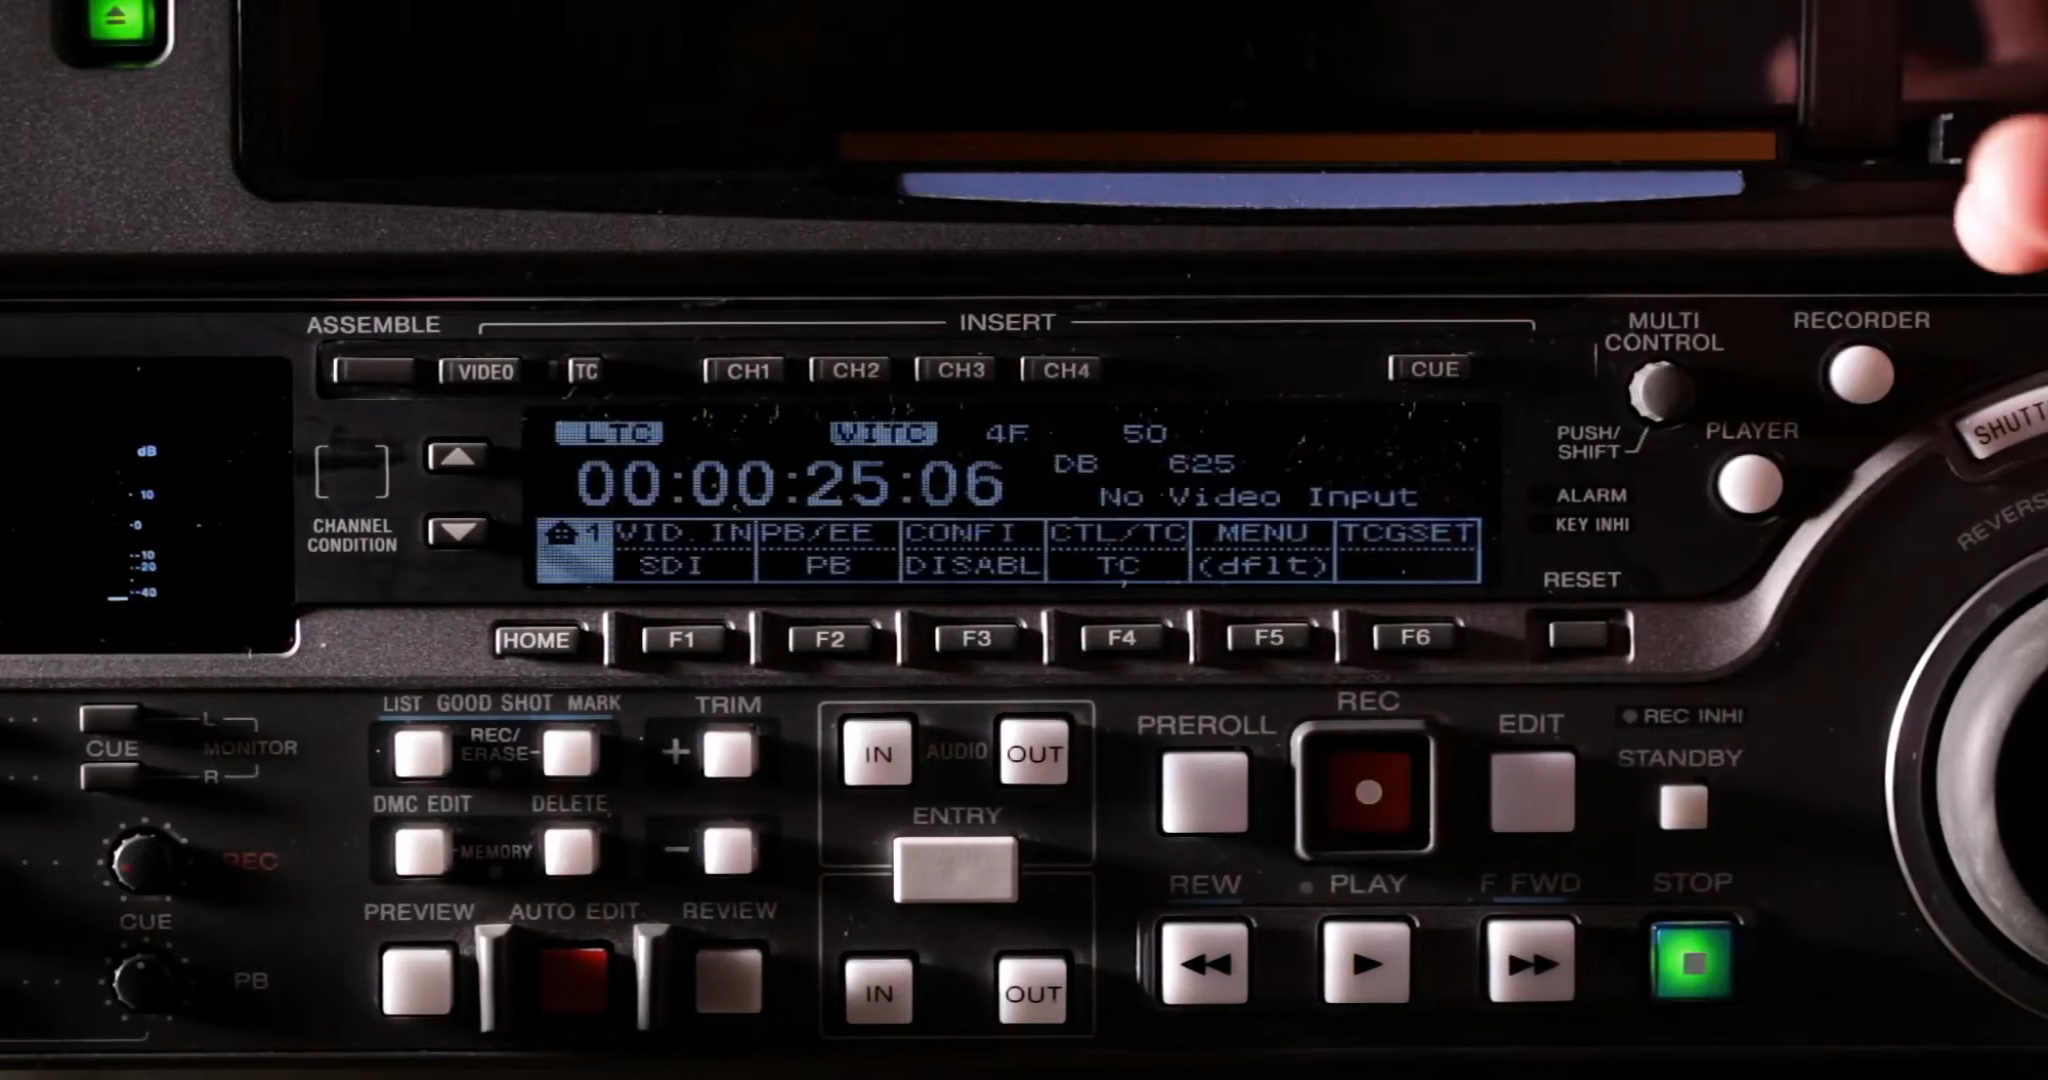 ASSEMBLE INSERT
VIDEO TC CH1 CH2 CH3 CH4 CUE
MULTI CONTROL
RECORDER
PUSH/ SHIFT
PLAYER
SHUTT
REVERS
ALARM
KEY INHI
RESET
dB
10
-0
-10
-20
-40
CHANNEL
CONDITION
LTC VITC 4F 50
00:00:25:06 DB 625
No Video Input
1 VID. IN PB/EE CONFI CTL/TC MENU TCGSET
SDI PB DISABL TC (dflt)
HOME F1 F2 F3 F4 F5 F6
CUE L MONITOR R
LIST GOOD SHOT MARK
REC/
ERASE
TRIM
+
DMC EDIT DELETE
MEMORY
−
PREVIEW AUTO EDIT REVIEW
REC
CUE
PB
IN AUDIO OUT
ENTRY
IN OUT
PREROLL REC EDIT
REC INHI
STANDBY
REW PLAY F FWD STOP